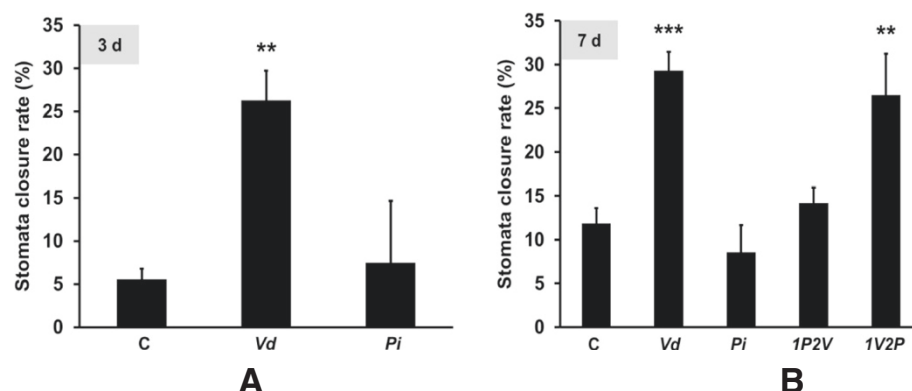 3 d
**
Stomata closure rate (%)
35
30
25
20
15
10
5
0
C Vd Pi
A
7 d
***
**
Stomata closure rate (%)
35
30
25
20
15
10
5
0
C Vd Pi 1P2V 1V2P
B